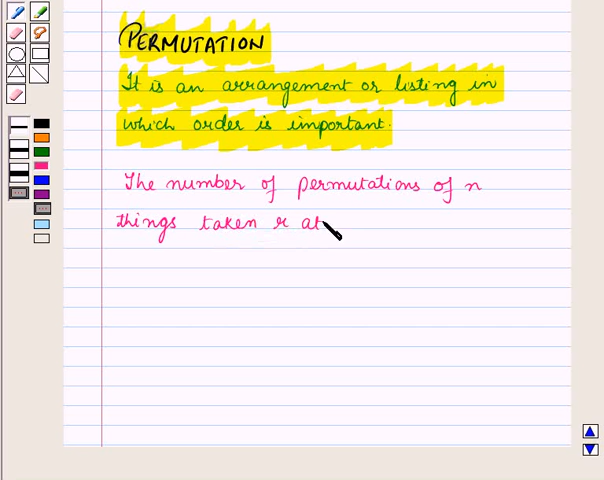 PERMUTATION
It is an arrangement or listing in
which order is important.
The number of permutations of n
things taken r at